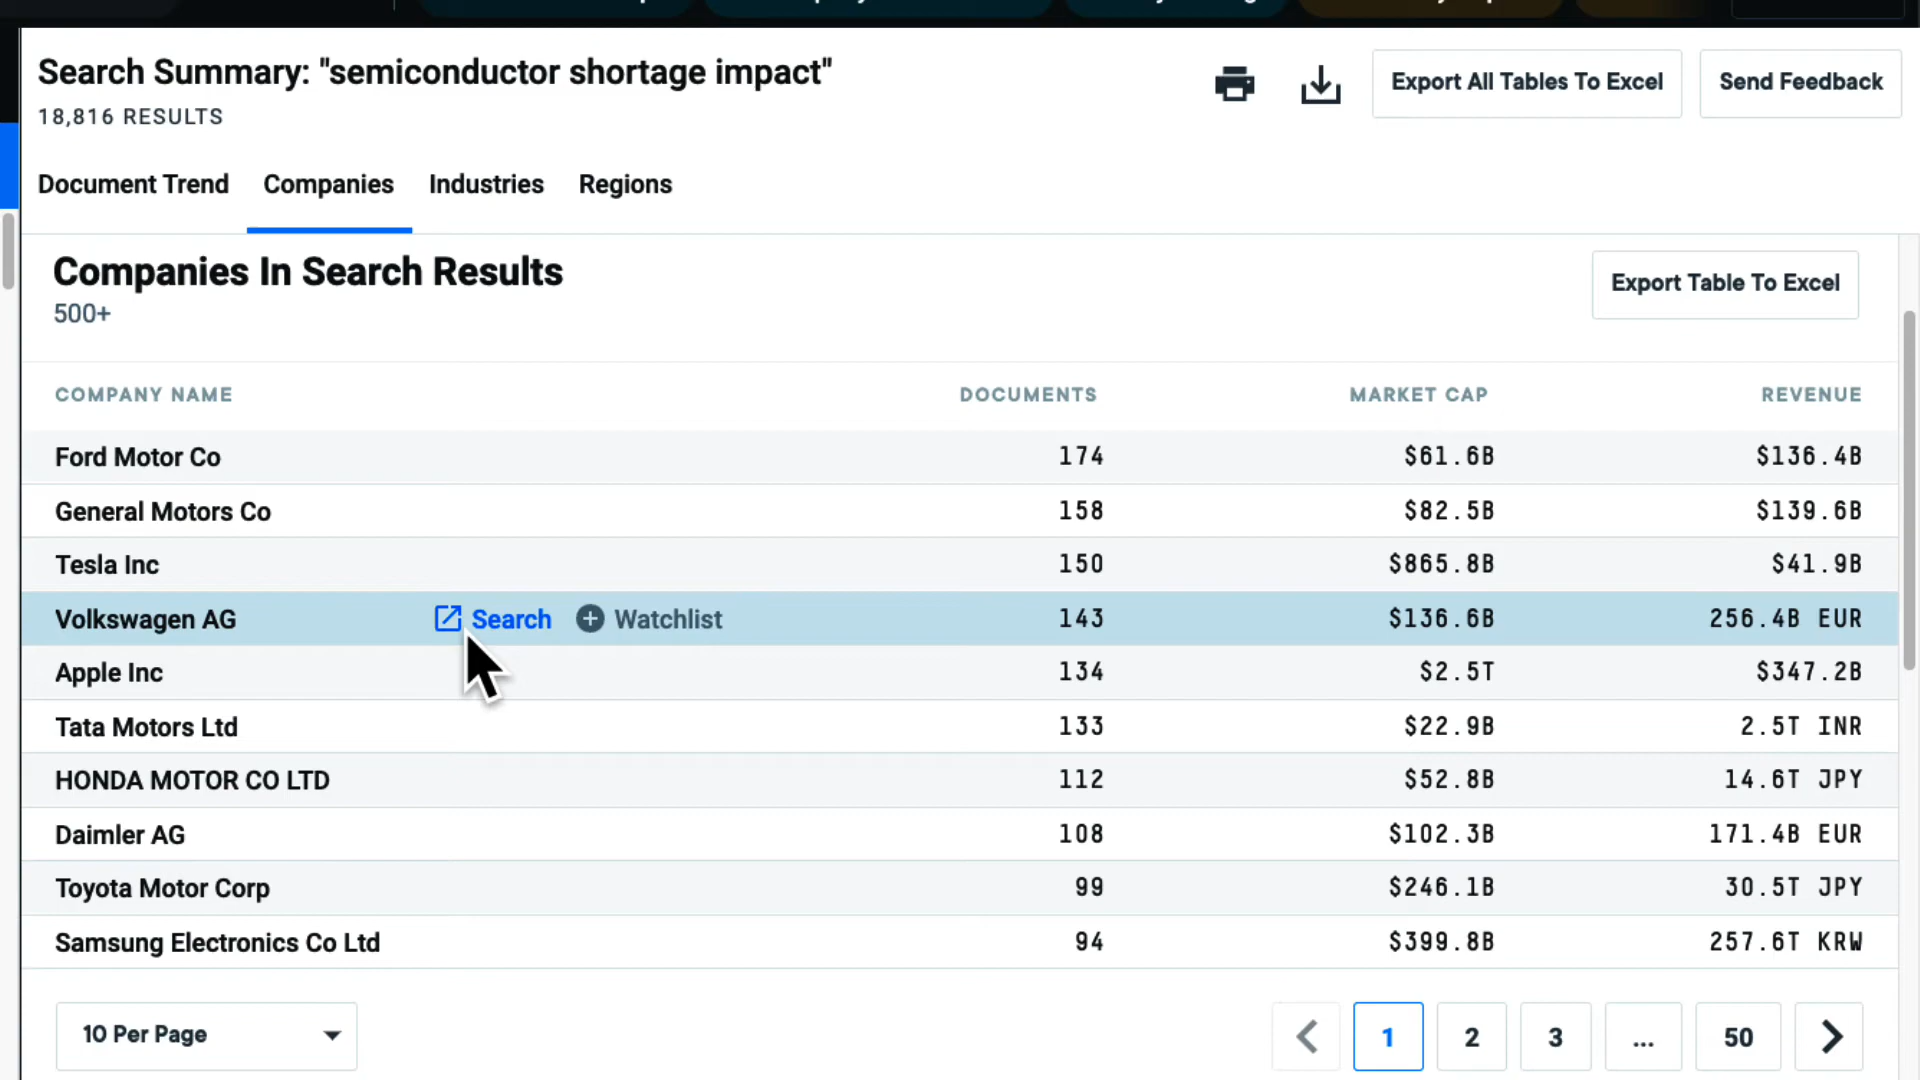 Search Summary: "semiconductor shortage impact"
18,816 RESULTS
Export All Tables To Excel
Send Feedback
Document Trend Companies Industries Regions
Companies In Search Results
500+
Export Table To Excel
COMPANY NAME DOCUMENTS MARKET CAP REVENUE
Ford Motor Co 174 $61.6B $136.4B
General Motors Co 158 $82.5B $139.6B
Tesla Inc 150 $865.8B $41.9B
Volkswagen AG Search Watchlist 143 $136.6B 256.4B EUR
Apple Inc 134 $2.5T $347.2B
Tata Motors Ltd 133 $22.9B 2.5T INR
HONDA MOTOR CO LTD 112 $52.8B 14.6T JPY
Daimler AG 108 $102.3B 171.4B EUR
Toyota Motor Corp 99 $246.1B 30.5T JPY
Samsung Electronics Co Ltd 94 $399.8B 257.6T KRW
10 Per Page 1 2 3 ... 50